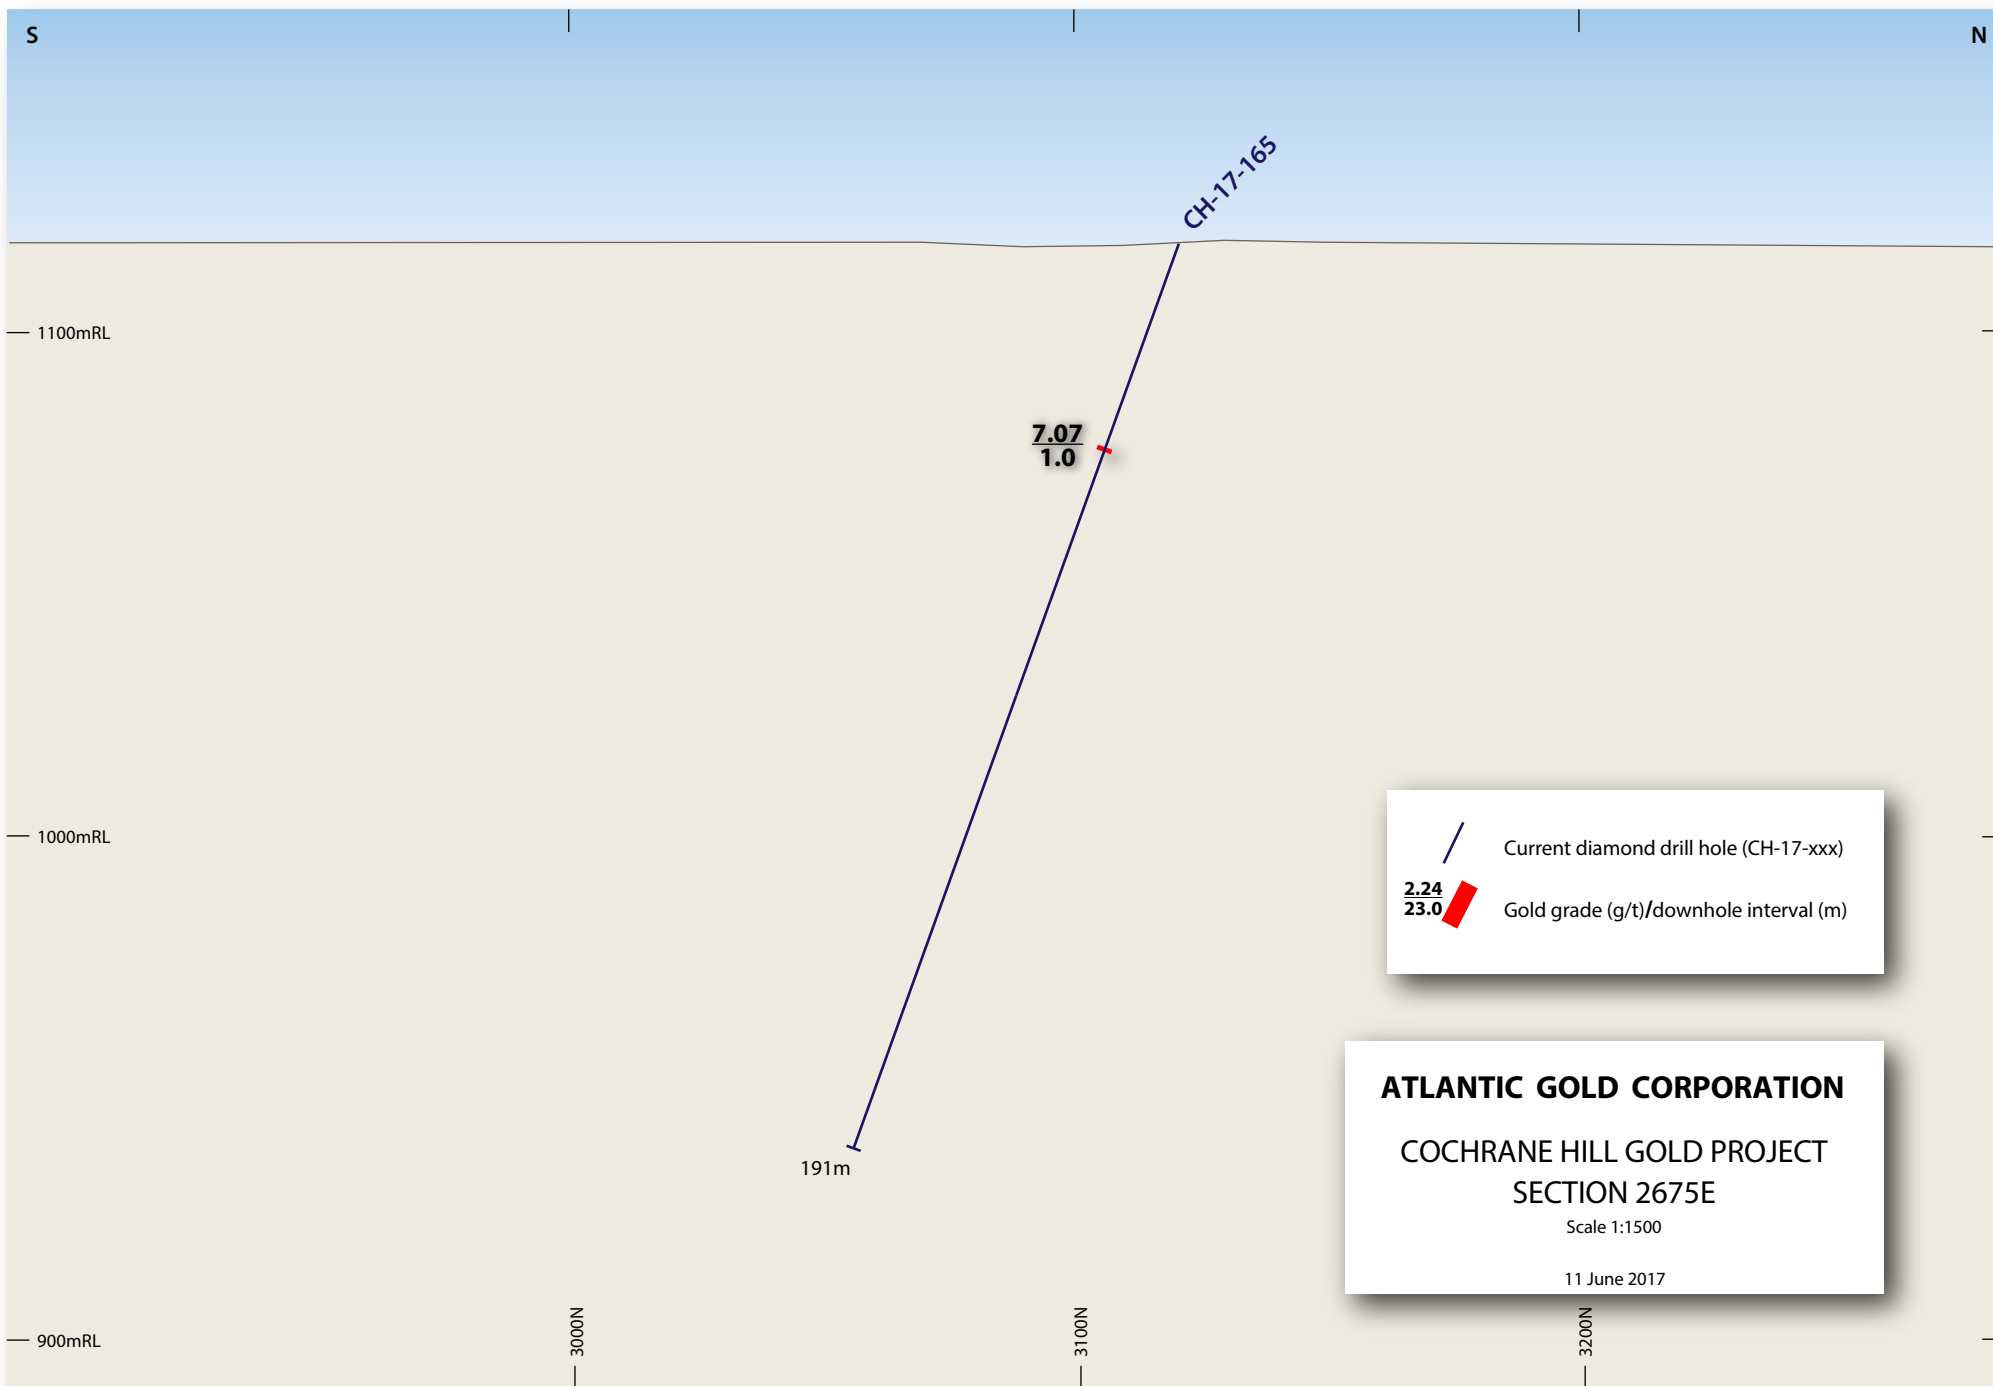 S
N
CH-17-165
1100mRL
7.07
1.0
1000mRL
Current diamond drill hole (CH-17-xxx)
2.24
23.0
Gold grade (g/t)/downhole interval (m)
ATLANTIC GOLD CORPORATION
COCHRANE HILL GOLD PROJECT
SECTION 2675E
Scale 1:1500
11 June 2017
191m
900mRL
3000N
3100N
3200N